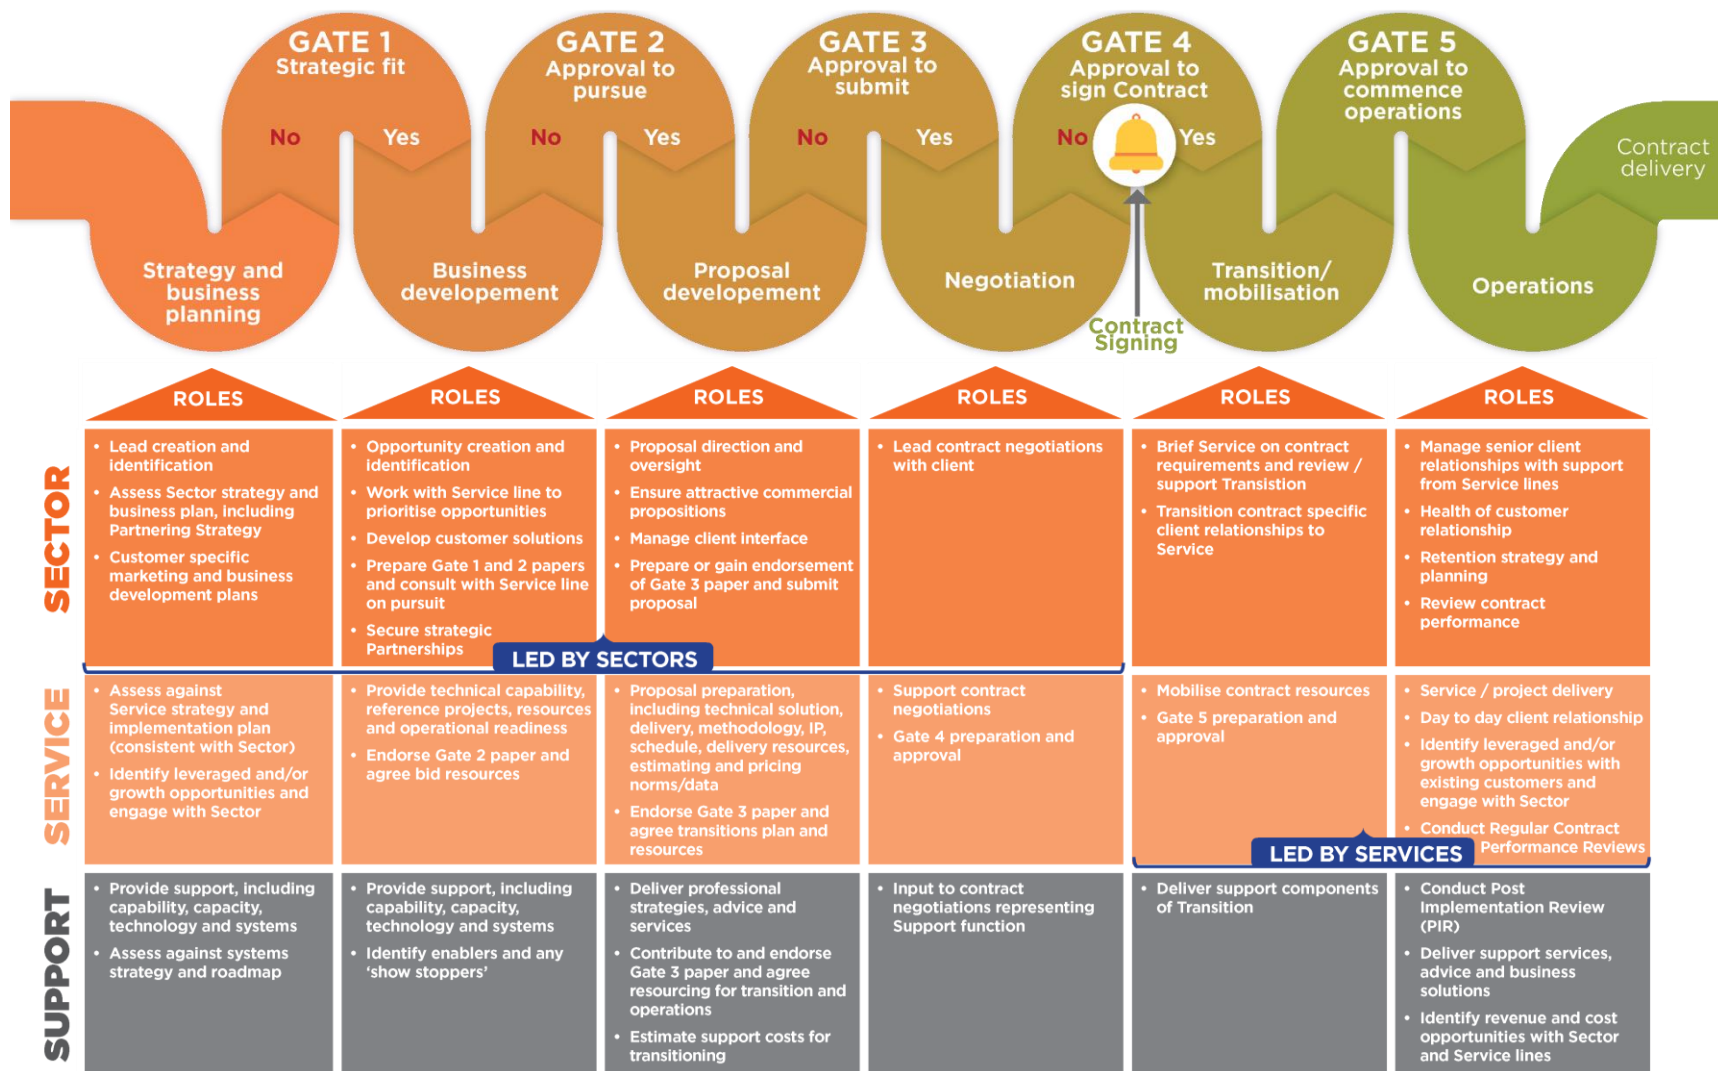 GATE 1
Strategic fit
No
Yes
GATE 2
Approval to
pursue
No
Yes
GATE 3
Approval to
submit
No
Yes
GATE 4
Approval to
sign Contract
No
Yes
GATE 5
Approval to
commence
operations
Contract
delivery
Strategy and
business
planning
Business
developement
Proposal
developement
Negotiation
Contract
Signing
Transition/
mobilisation
Operations
ROLES
ROLES
ROLES
ROLES
ROLES
ROLES
SECTOR
• Lead creation and
identification
• Assess Sector strategy and
business plan, including
Partnering Strategy
• Customer specific
marketing and business
development plans
• Opportunity creation and
identification
• Work with Service line to
prioritise opportunities
• Develop customer solutions
• Prepare Gate 1 and 2 papers
and consult with Service line
on pursuit
• Secure strategic
Partnerships
• Proposal direction and
oversight
• Ensure attractive commercial
propositions
• Manage client interface
• Prepare or gain endorsement
of Gate 3 paper and submit
proposal
• Lead contract negotiations
with client
• Brief Service on contract
requirements and review /
support Transistion
• Transition contract specific
client relationships to
Service
• Manage senior client
relationships with support
from Service lines
• Health of customer
relationship
• Retention strategy and
planning
• Review contract
performance
LED BY SECTORS
SERVICE
• Assess against
Service strategy and
implementation plan
(consistent with Sector)
• Identify leveraged and/or
growth opportunities and
engage with Sector
• Provide technical capability,
reference projects, resources
and operational readiness
• Endorse Gate 2 paper and
agree bid resources
• Proposal preparation,
including technical solution,
delivery, methodology, IP,
schedule, delivery resources,
estimating and pricing
norms/data
• Endorse Gate 3 paper and
agree transitions plan and
resources
• Support contract
negotiations
• Gate 4 preparation and
approval
• Mobilise contract resources
• Gate 5 preparation and
approval
• Service / project delivery
• Day to day client relationship
• Identify leveraged and/or
growth opportunities with
existing customers and
engage with Sector
• Conduct Regular Contract
Performance Reviews
LED BY SERVICES
SUPPORT
• Provide support, including
capability, capacity,
technology and systems
• Assess against systems
strategy and roadmap
• Provide support, including
capability, capacity,
technology and systems
• Identify enablers and any
‘show stoppers’
• Deliver professional
strategies, advice and
services
• Contribute to and endorse
Gate 3 paper and agree
resourcing for transition and
operations
• Estimate support costs for
transitioning
• Input to contract
negotiations representing
Support function
• Deliver support components
of Transition
• Conduct Post
Implementation Review
(PIR)
• Deliver support services,
advice and business
solutions
• Identify revenue and cost
opportunities with Sector
and Service lines